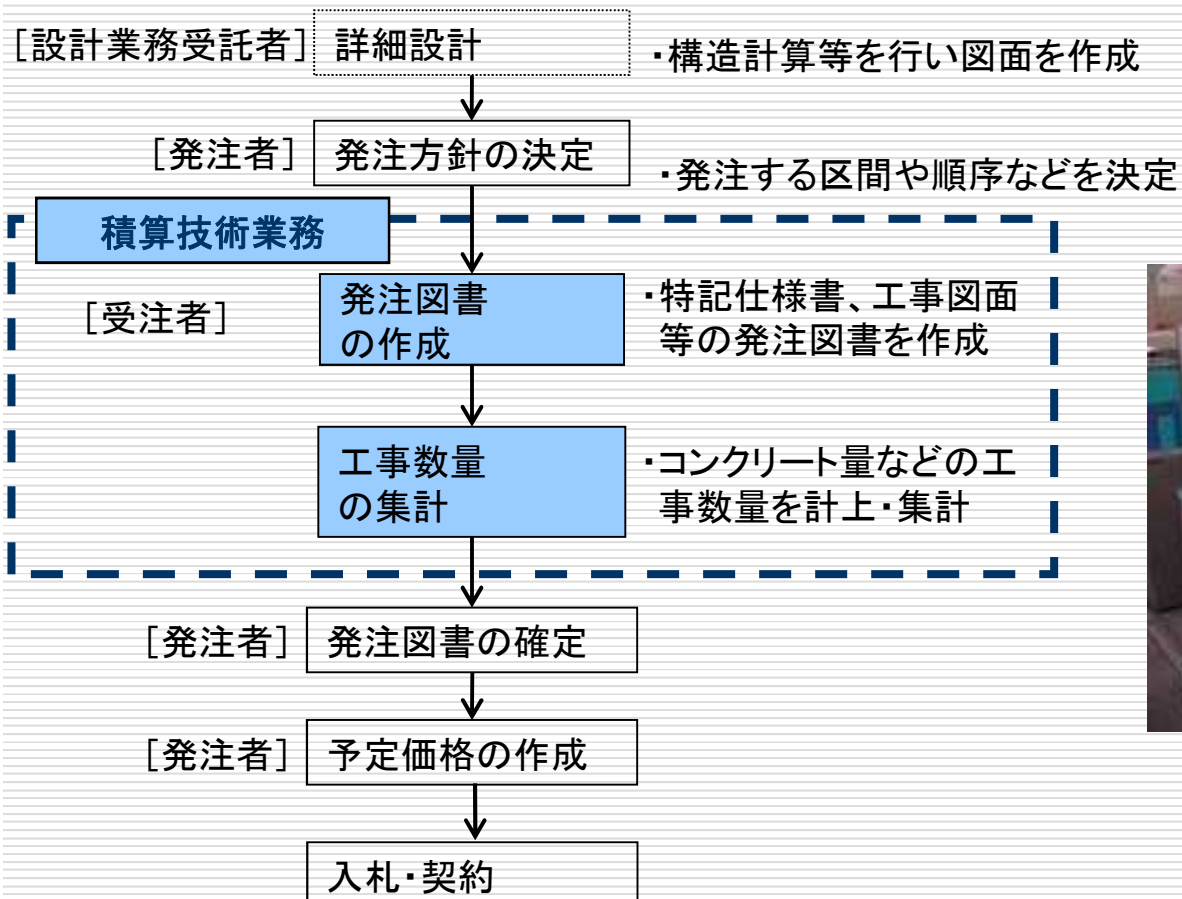 [設計業務受託者] 詳細設計
・構造計算等を行い図面を作成
[発注者] 発注方針の決定
・発注する区間や順序などを決定
積算技術業務
[受注者]
発注図書
の作成
・特記仕様書、工事図面
等の発注図書を作成
工事数量
の集計
・コンクリート量などの工
事数量を計上・集計
[発注者] 発注図書の確定
[発注者] 予定価格の作成
入札・契約